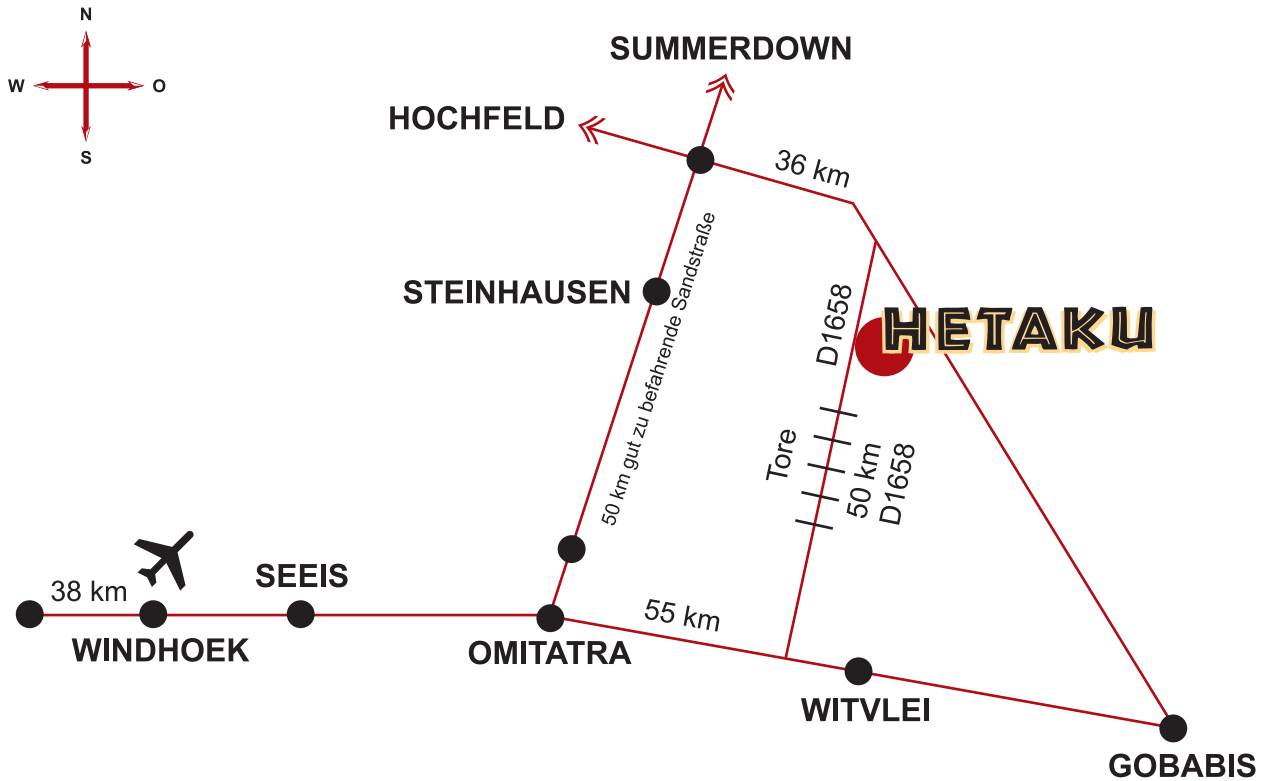 N
W
O
S
SUMMERDOWN
HOCHFELD
36 km
STEINHAUSEN
50 km gut zu befahrende Sandstraße
D1658
HETAKU
Tore
50 km
D1658
38 km
SEEIS
WINDHOEK
OMITATRA
55 km
WITVLEI
GOBABIS